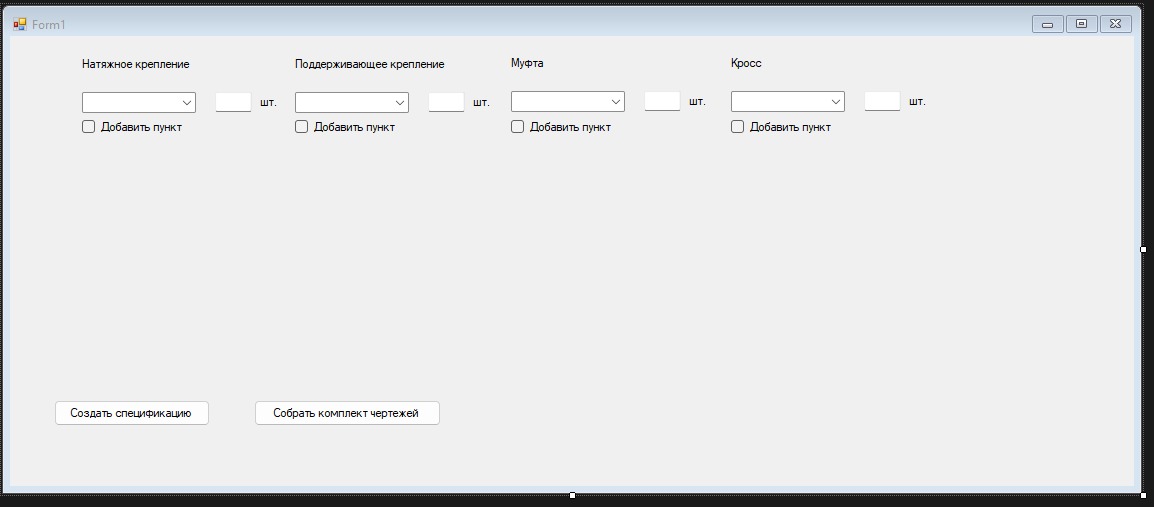 Form1
Натяжное крепление Поддерживающее крепление Муфта Кросс
шт. шт. шт. шт.
Добавить пункт Добавить пункт Добавить пункт Добавить пункт
Создать спецификацию Собрать комплект чертежей